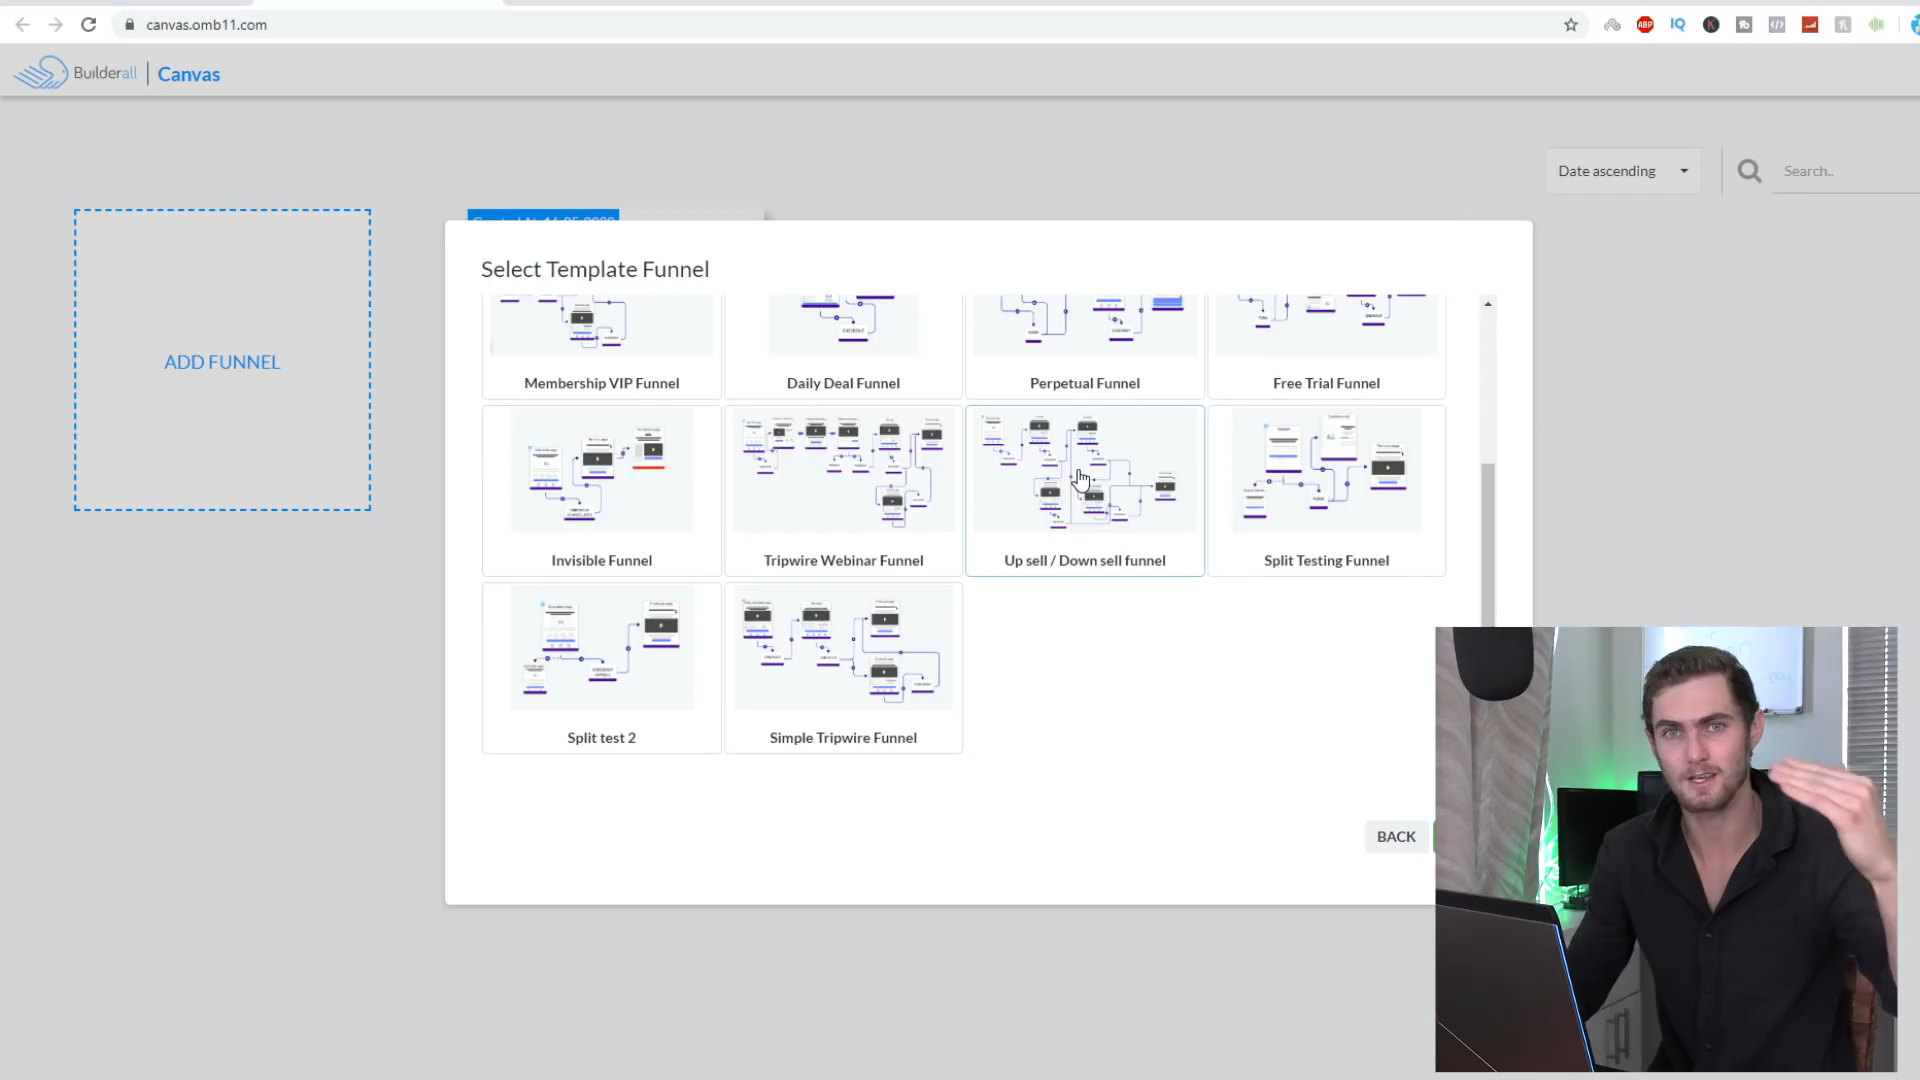 canvas.omb11.com
ABP
IQ
Builderall
Canvas
Date ascending
Search..
ADD FUNNEL
Select Template Funnel
Membership VIP Funnel
Daily Deal Funnel
Perpetual Funnel
Free Trial Funnel
Invisible Funnel
Tripwire Webinar Funnel
Up sell / Down sell funnel
Split Testing Funnel
Split test 2
Simple Tripwire Funnel
BACK